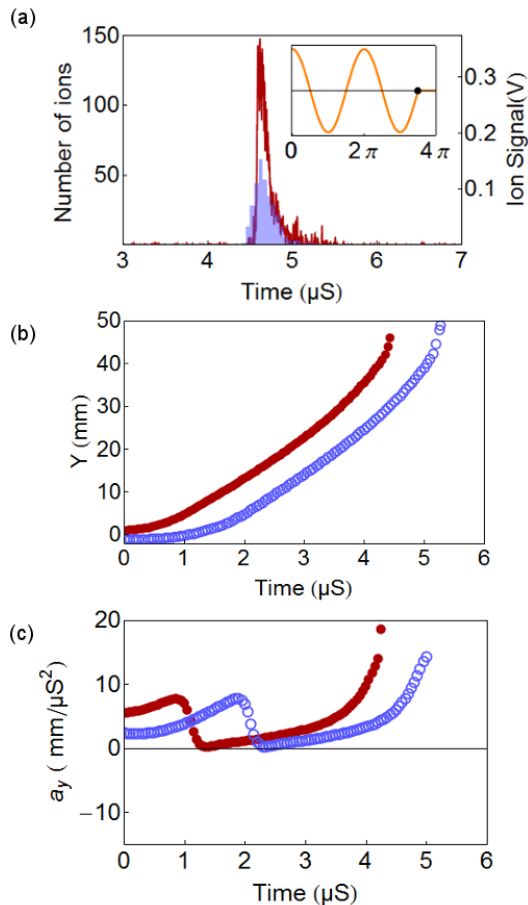 (a)
150
100
50
Number of ions
0.3
0.2
0.1
Ion Signal(V)
0 2 π 4 π
3 4 5 6 7
Time (μS)
(b)
50
40
30
20
10
0
Y (mm)
0 1 2 3 4 5 6
Time (μS)
(c)
20
10
0
−10
a_y ( mm/μS²)
0 1 2 3 4 5 6
Time (μS)